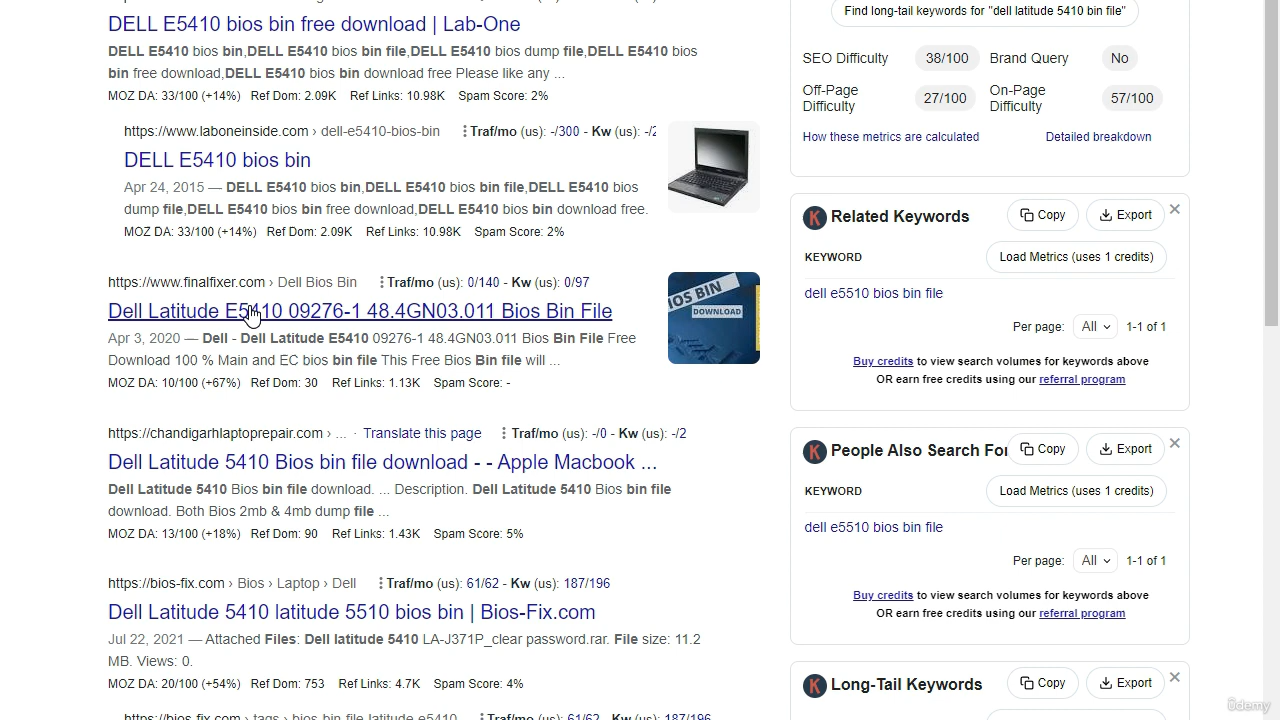 DELL E5410 bios bin free download | Lab-One
DELL E5410 bios bin,DELL E5410 bios bin file,DELL E5410 bios dump file,DELL E5410 bios
bin free download,DELL E5410 bios bin download free Please like any ...
MOZ DA: 33/100 (+14%) Ref Dom: 2.09K Ref Links: 10.98K Spam Score: 2%
https://www.laboneinside.com › dell-e5410-bios-bin Traf/mo (us): -/300 - Kw (us): -/2
DELL E5410 bios bin
Apr 24, 2015 — DELL E5410 bios bin,DELL E5410 bios bin file,DELL E5410 bios
dump file,DELL E5410 bios bin free download,DELL E5410 bios bin download free.
MOZ DA: 33/100 (+14%) Ref Dom: 2.09K Ref Links: 10.98K Spam Score: 2%
https://www.finalfixer.com › Dell Bios Bin Traf/mo (us): 0/140 - Kw (us): 0/97
Dell Latitude E5410 09276-1 48.4GN03.011 Bios Bin File
Apr 3, 2020 — Dell - Dell Latitude E5410 09276-1 48.4GN03.011 Bios Bin File Free
Download 100 % Main and EC bios bin file This Free Bios Bin file will ...
MOZ DA: 10/100 (+67%) Ref Dom: 30 Ref Links: 1.13K Spam Score: -
IOS BIN
DOWNLOAD
https://chandigarhlaptoprepair.com › ... · Translate this page Traf/mo (us): -/0 - Kw (us): -/2
Dell Latitude 5410 Bios bin file download - - Apple Macbook ...
Dell Latitude 5410 Bios bin file download. ... Description. Dell Latitude 5410 Bios bin file
download. Both Bios 2mb & 4mb dump file ...
MOZ DA: 13/100 (+18%) Ref Dom: 90 Ref Links: 1.43K Spam Score: 5%
https://bios-fix.com › Bios › Laptop › Dell Traf/mo (us): 61/62 - Kw (us): 187/196
Dell Latitude 5410 latitude 5510 bios bin | Bios-Fix.com
Jul 22, 2021 — Attached Files: Dell latitude 5410 LA-J371P_clear password.rar. File size: 11.2
MB. Views: 0.
MOZ DA: 20/100 (+54%) Ref Dom: 753 Ref Links: 4.7K Spam Score: 4%
https://bios-fix.com › tags › bios bin file latitude e5410 Traf/mo (us): 61/62 - Kw (us): 187/196
Find long-tail keywords for "dell latitude 5410 bin file"
SEO Difficulty 38/100 Brand Query No
Off-Page Difficulty 27/100 On-Page Difficulty 57/100
How these metrics are calculated Detailed breakdown
K Related Keywords Copy Export
KEYWORD Load Metrics (uses 1 credits)
dell e5510 bios bin file
Per page: All 1-1 of 1
Buy credits to view search volumes for keywords above
OR earn free credits using our referral program
K People Also Search For Copy Export
KEYWORD Load Metrics (uses 1 credits)
dell e5510 bios bin file
Per page: All 1-1 of 1
Buy credits to view search volumes for keywords above
OR earn free credits using our referral program
K Long-Tail Keywords Copy Export
ûdemy